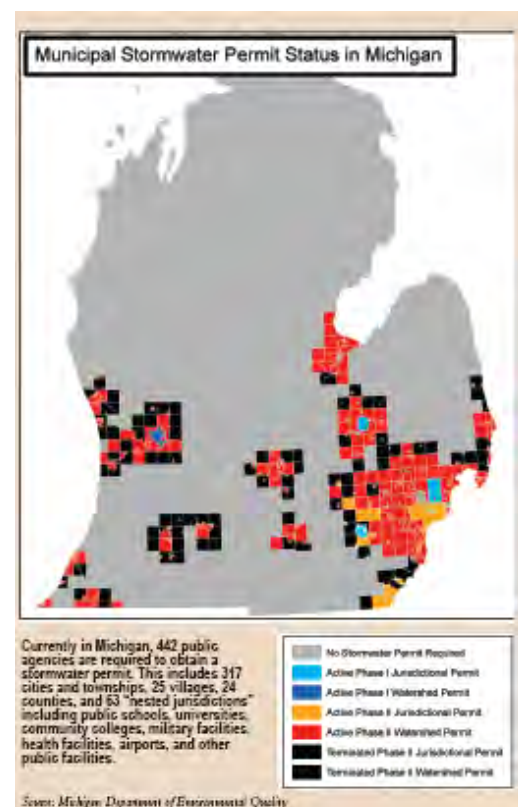 Municipal Stormwater Permit Status in Michigan
Currently in Michigan, 442 public
agencies are required to obtain a
stormwater permit. This includes 317
cities and townships, 25 villages, 24
counties, and 63 "nested jurisdictions"
including public schools, universities,
community colleges, military facilities,
health facilities, airports, and other
public facilities.
No Stormwater Permit Required
Active Phase I Jurisdictional Permit
Active Phase I Watershed Permit
Active Phase II Jurisdictional Permit
Active Phase II Watershed Permit
Terminated Phase II Jurisdictional Permit
Terminated Phase II Watershed Permit
Source: Michigan Department of Environmental Quality